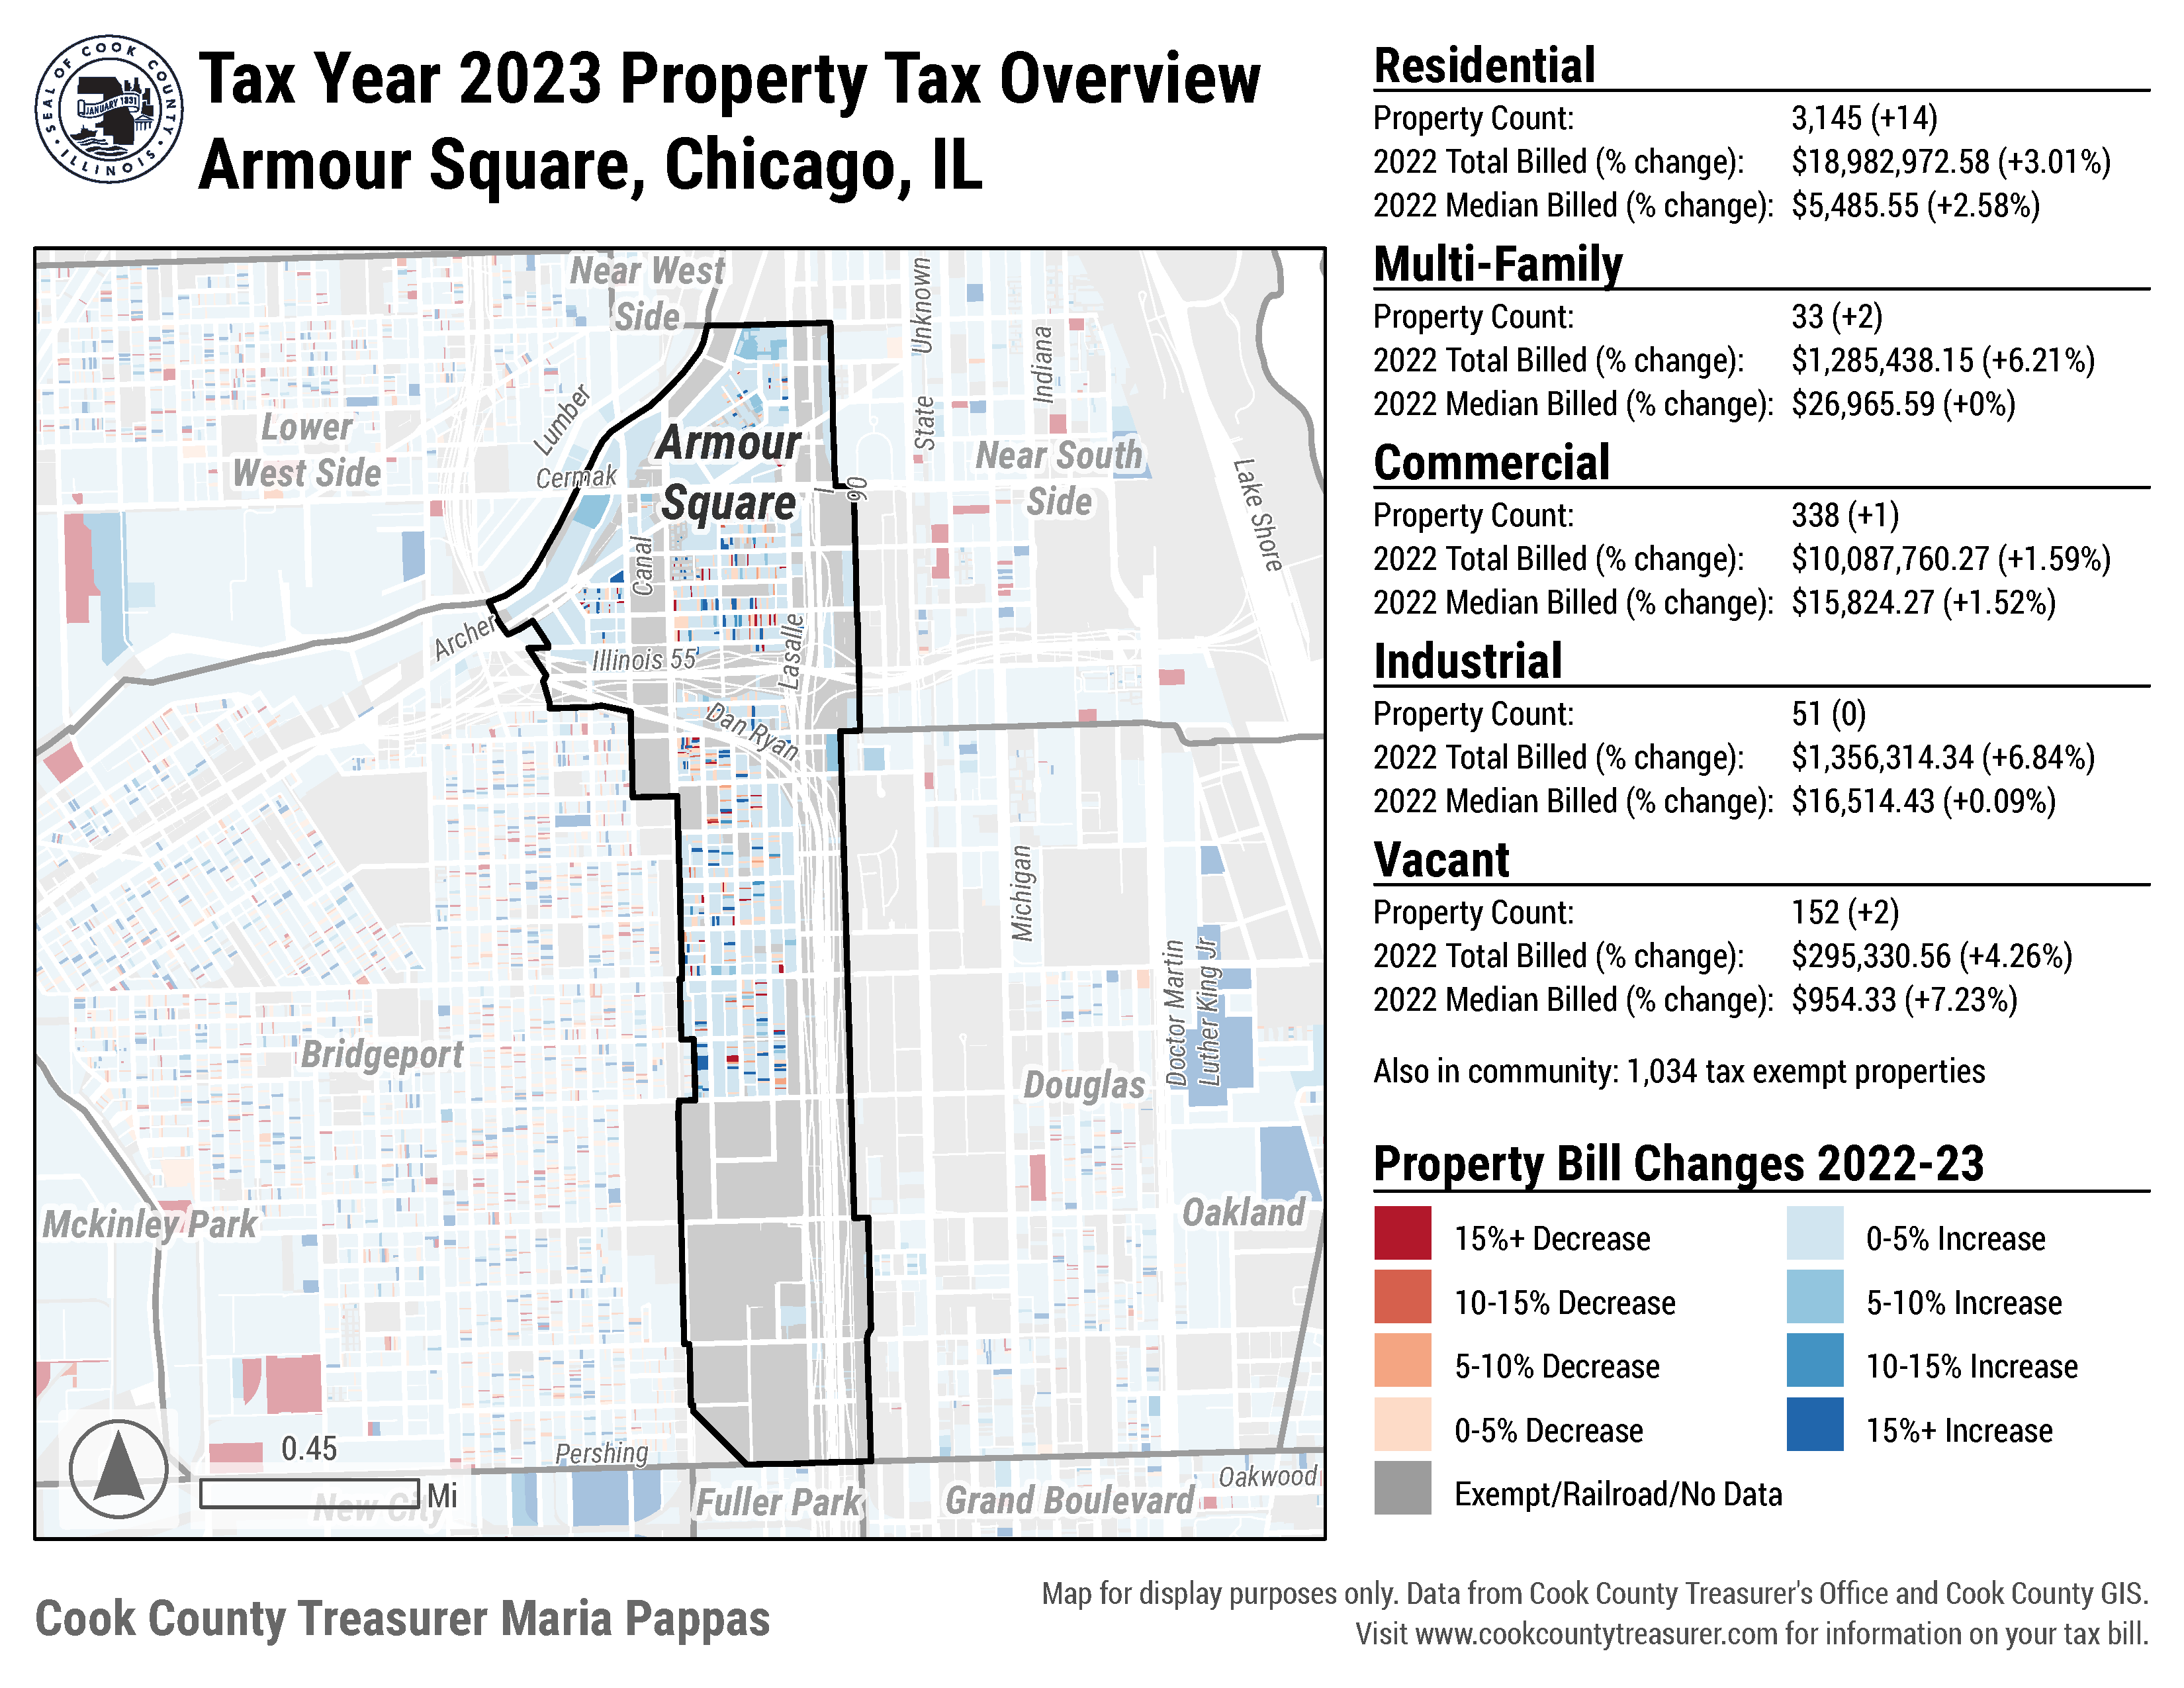 SEAL OF COOK COUNTY
• ILLINOIS •
JANUARY 1831
Tax Year 2023 Property Tax Overview
Armour Square, Chicago, IL
Near West
Side
Unknown
Indiana
Lumber
Lower
West Side
Armour
Square
State
Near South
Side
Cermak
I
90
Lake Shore
Canal
Archer
Illinois 55
Lasalle
Dan Ryan
Michigan
Doctor Martin
Luther King Jr
Bridgeport
Douglas
Mckinley Park
Oakland
Pershing
0.45
Mi
New City
Fuller Park
Grand Boulevard
Oakwood
Residential
Property Count: 3,145 (+14)
2022 Total Billed (% change): $18,982,972.58 (+3.01%)
2022 Median Billed (% change): $5,485.55 (+2.58%)
Multi-Family
Property Count: 33 (+2)
2022 Total Billed (% change): $1,285,438.15 (+6.21%)
2022 Median Billed (% change): $26,965.59 (+0%)
Commercial
Property Count: 338 (+1)
2022 Total Billed (% change): $10,087,760.27 (+1.59%)
2022 Median Billed (% change): $15,824.27 (+1.52%)
Industrial
Property Count: 51 (0)
2022 Total Billed (% change): $1,356,314.34 (+6.84%)
2022 Median Billed (% change): $16,514.43 (+0.09%)
Vacant
Property Count: 152 (+2)
2022 Total Billed (% change): $295,330.56 (+4.26%)
2022 Median Billed (% change): $954.33 (+7.23%)
Also in community: 1,034 tax exempt properties
Property Bill Changes 2022-23
15%+ Decrease
0-5% Increase
10-15% Decrease
5-10% Increase
5-10% Decrease
10-15% Increase
0-5% Decrease
15%+ Increase
Exempt/Railroad/No Data
Cook County Treasurer Maria Pappas
Map for display purposes only. Data from Cook County Treasurer's Office and Cook County GIS.
Visit www.cookcountytreasurer.com for information on your tax bill.